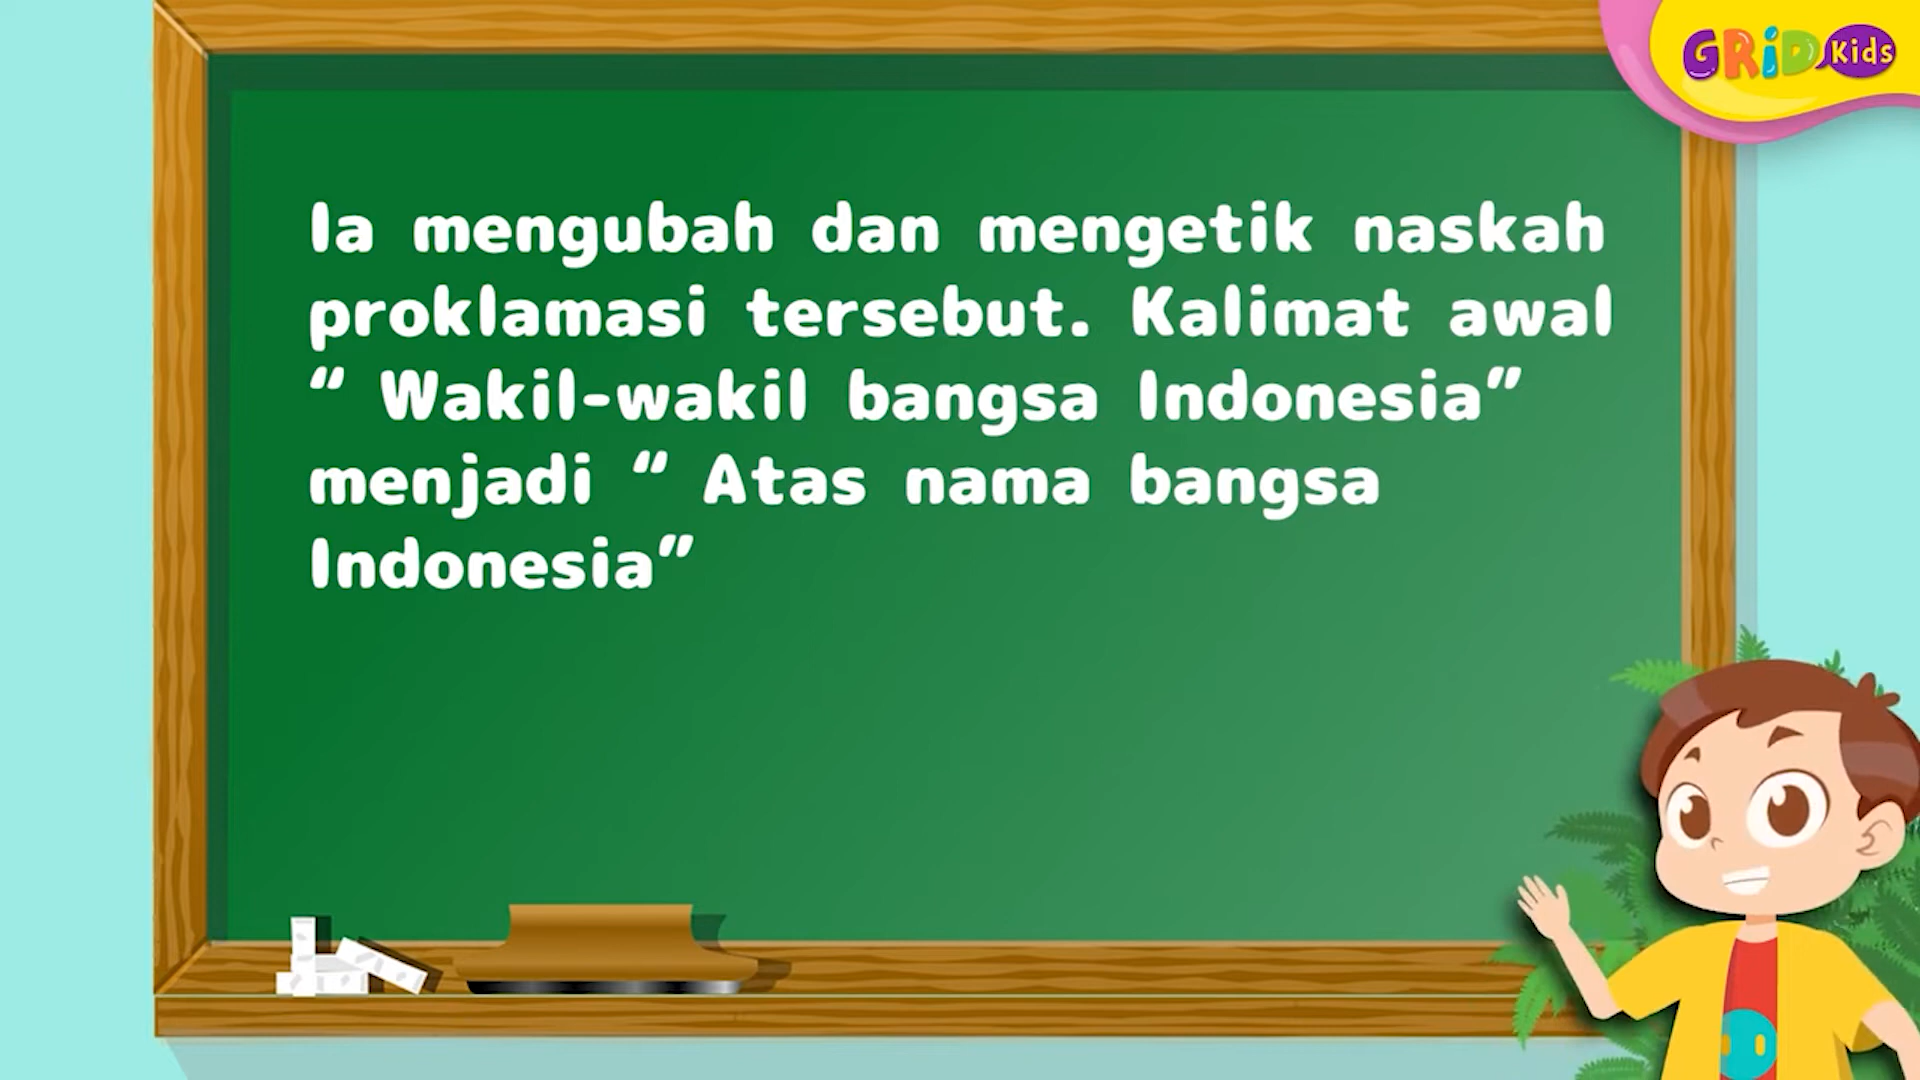 GRiD Kids
Ia mengubah dan mengetik naskah
proklamasi tersebut. Kalimat awal
“ Wakil-wakil bangsa Indonesia”
menjadi “ Atas nama bangsa
Indonesia”